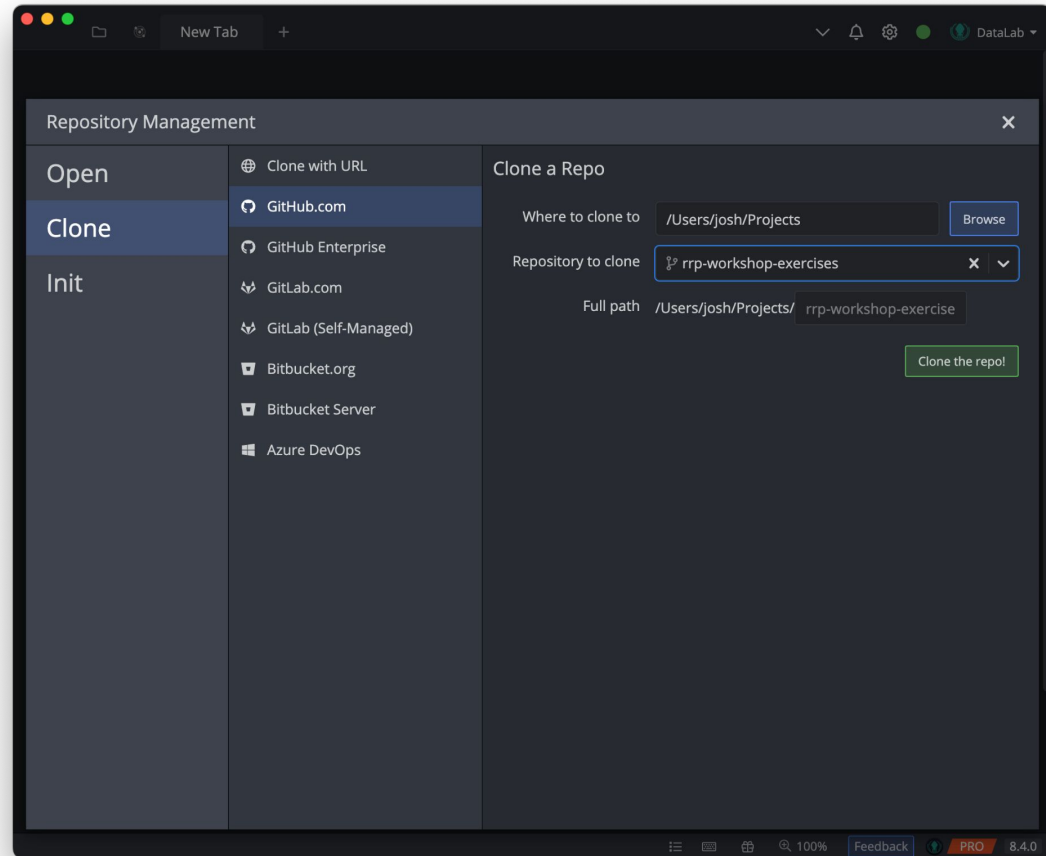 New Tab +
DataLab
Repository Management
Open
Clone
Init
Clone with URL
GitHub.com
GitHub Enterprise
GitLab.com
GitLab (Self-Managed)
Bitbucket.org
Bitbucket Server
Azure DevOps
Clone a Repo
Where to clone to /Users/josh/Projects Browse
Repository to clone rrp-workshop-exercises
Full path /Users/josh/Projects/ rrp-workshop-exercise
Clone the repo!
100% Feedback PRO 8.4.0